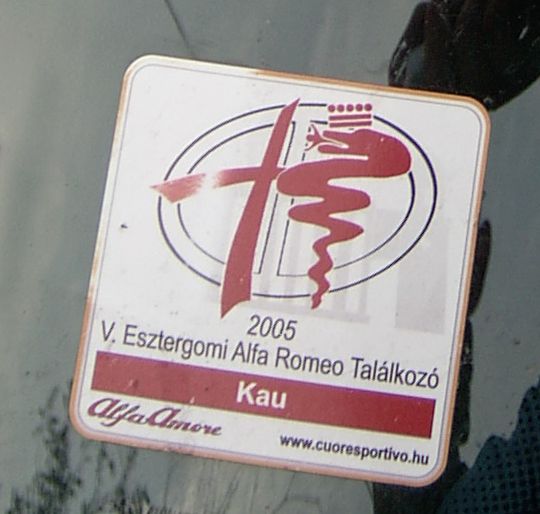 2005
V. Esztergomi Alfa Romeo Találkozó
Kau
AlfaAmore
www.cuoresportivo.hu